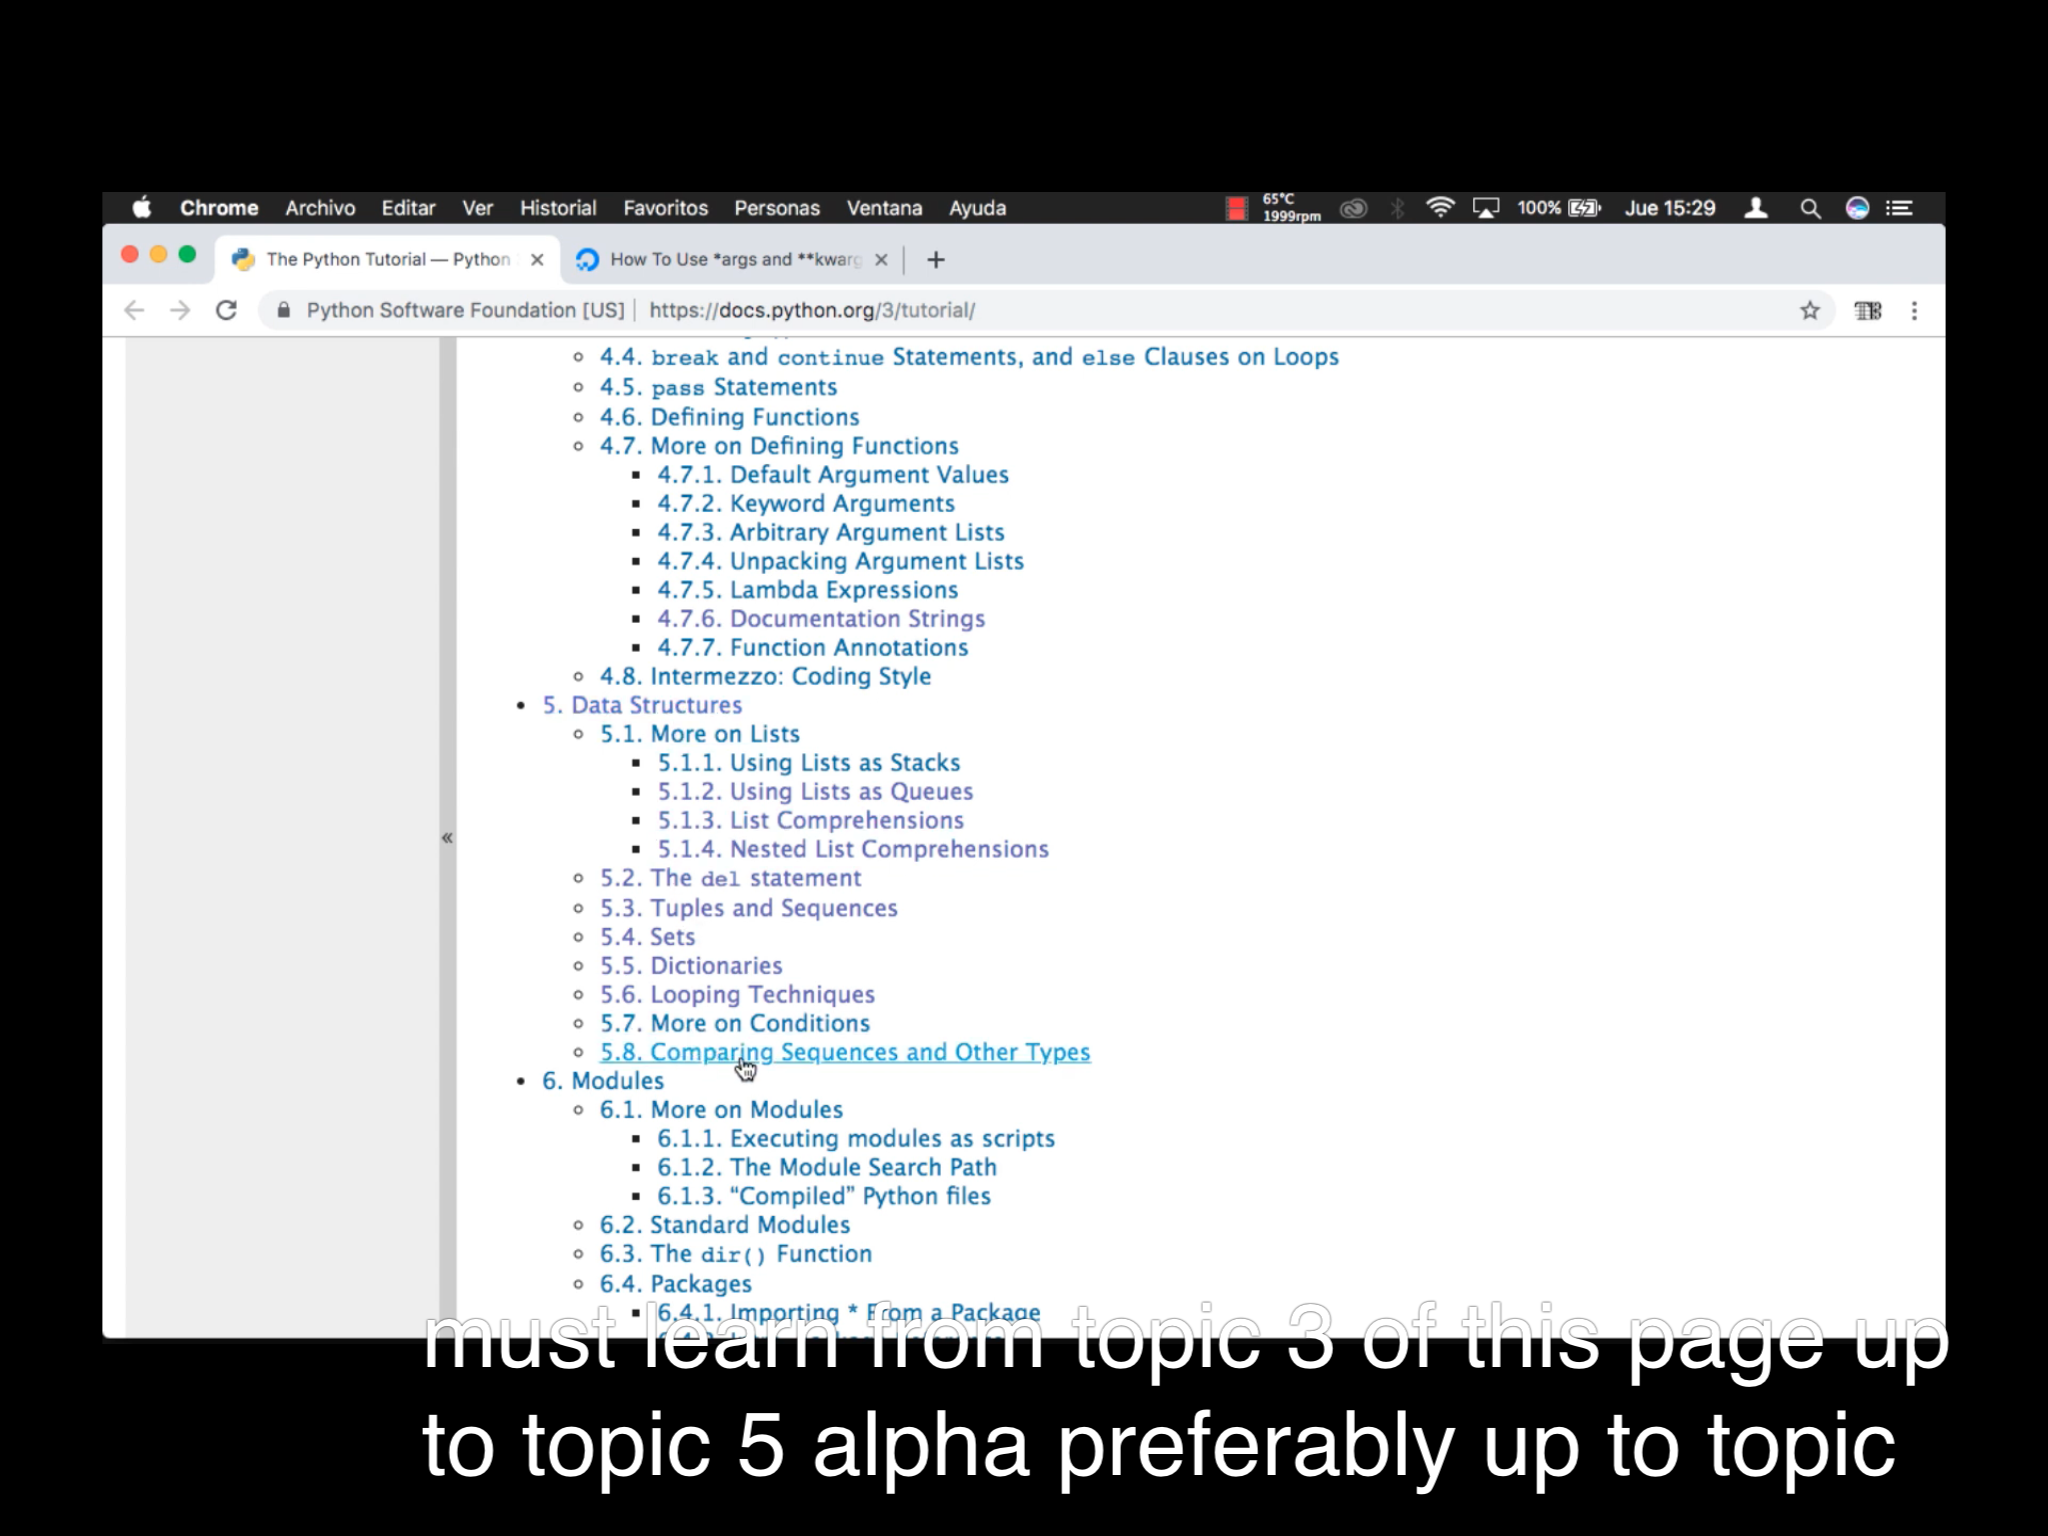 Chrome Archivo Editar Ver Historial Favoritos Personas Ventana Ayuda 65°C 1999rpm 100% Jue 15:29
The Python Tutorial — Python How To Use *args and **kwarg
Python Software Foundation [US] https://docs.python.org/3/tutorial/
4.4. break and continue Statements, and else Clauses on Loops
4.5. pass Statements
4.6. Defining Functions
4.7. More on Defining Functions
4.7.1. Default Argument Values
4.7.2. Keyword Arguments
4.7.3. Arbitrary Argument Lists
4.7.4. Unpacking Argument Lists
4.7.5. Lambda Expressions
4.7.6. Documentation Strings
4.7.7. Function Annotations
4.8. Intermezzo: Coding Style
5. Data Structures
5.1. More on Lists
5.1.1. Using Lists as Stacks
5.1.2. Using Lists as Queues
5.1.3. List Comprehensions
5.1.4. Nested List Comprehensions
5.2. The del statement
5.3. Tuples and Sequences
5.4. Sets
5.5. Dictionaries
5.6. Looping Techniques
5.7. More on Conditions
5.8. Comparing Sequences and Other Types
6. Modules
6.1. More on Modules
6.1.1. Executing modules as scripts
6.1.2. The Module Search Path
6.1.3. “Compiled” Python files
6.2. Standard Modules
6.3. The dir() Function
6.4. Packages
6.4.1. Importing * From a Package
must learn from topic 3 of this page up
to topic 5 alpha preferably up to topic